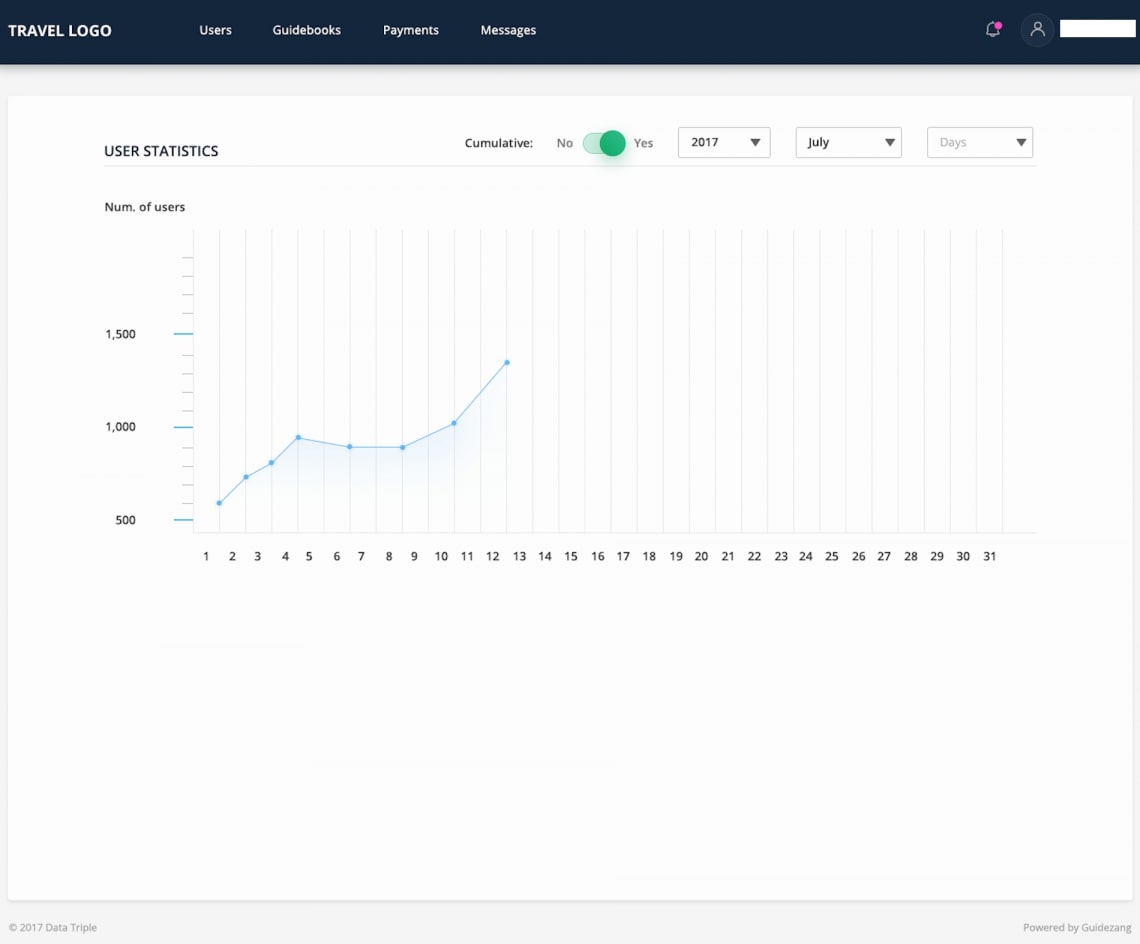 TRAVEL LOGO Users Guidebooks Payments Messages
USER STATISTICS Cumulative: No Yes 2017 July Days
Num. of users
1,500
1,000
500
1 2 3 4 5 6 7 8 9 10 11 12 13 14 15 16 17 18 19 20 21 22 23 24 25 26 27 28 29 30 31
© 2017 Data Triple Powered by Guidezang